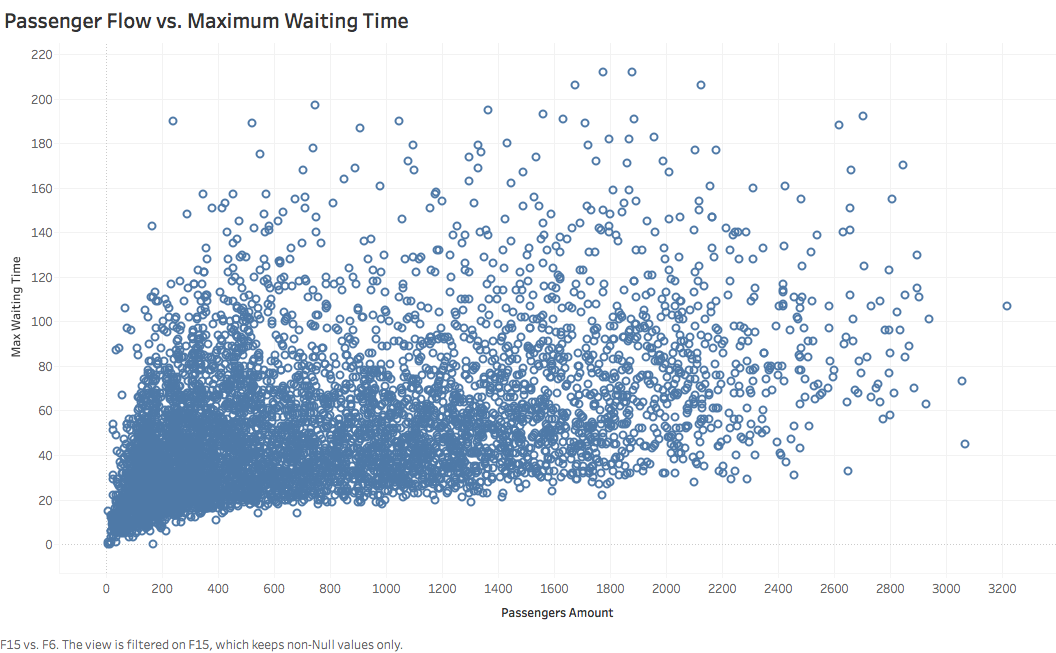 Passenger Flow vs. Maximum Waiting Time
220
200
180
160
140
120
100
80
60
40
20
0
Max Waiting Time
0 200 400 600 800 1000 1200 1400 1600 1800 2000 2200 2400 2600 2800 3000 3200
Passengers Amount
F15 vs. F6. The view is filtered on F15, which keeps non-Null values only.